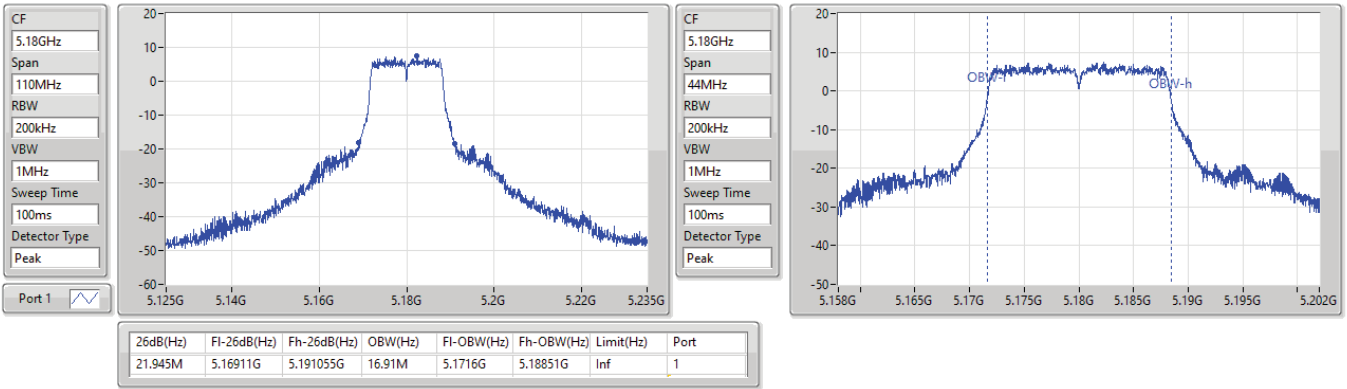 CF
5.18GHz
Span
110MHz
RBW
200kHz
VBW
1MHz
Sweep Time
100ms
Detector Type
Peak
Port 1
20
10
0
-10
-20
-30
-40
-50
-60
5.125G 5.14G 5.16G 5.18G 5.2G 5.22G 5.235G
CF
5.18GHz
Span
44MHz
RBW
200kHz
VBW
1MHz
Sweep Time
100ms
Detector Type
Peak
20
10
0
-10
-20
-30
-40
-50
OBW-l
OBW-h
5.158G 5.165G 5.17G 5.175G 5.18G 5.185G 5.19G 5.195G 5.202G
26dB(Hz) Fl-26dB(Hz) Fh-26dB(Hz) OBW(Hz) Fl-OBW(Hz) Fh-OBW(Hz) Limit(Hz) Port
21.945M 5.16911G 5.191055G 16.91M 5.1716G 5.18851G Inf 1